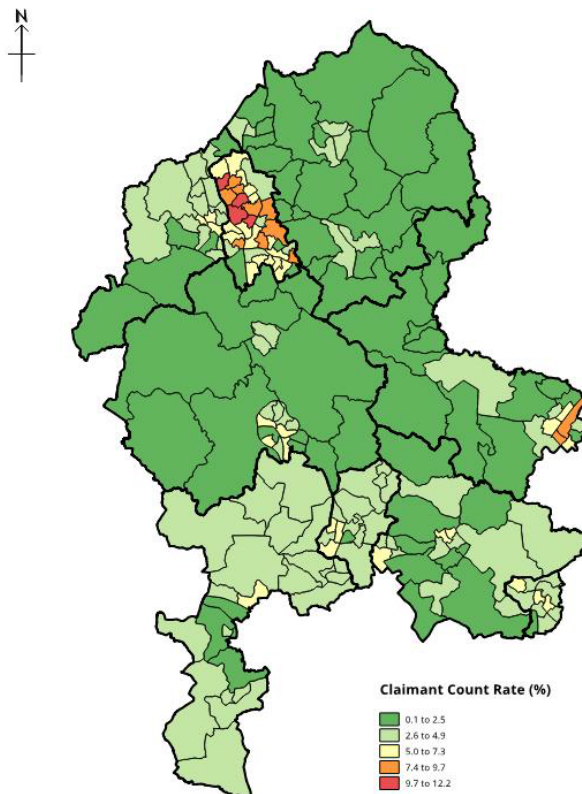 N
Claimant Count Rate (%)
0.1 to 2.5
2.6 to 4.9
5.0 to 7.3
7.4 to 9.7
9.7 to 12.2